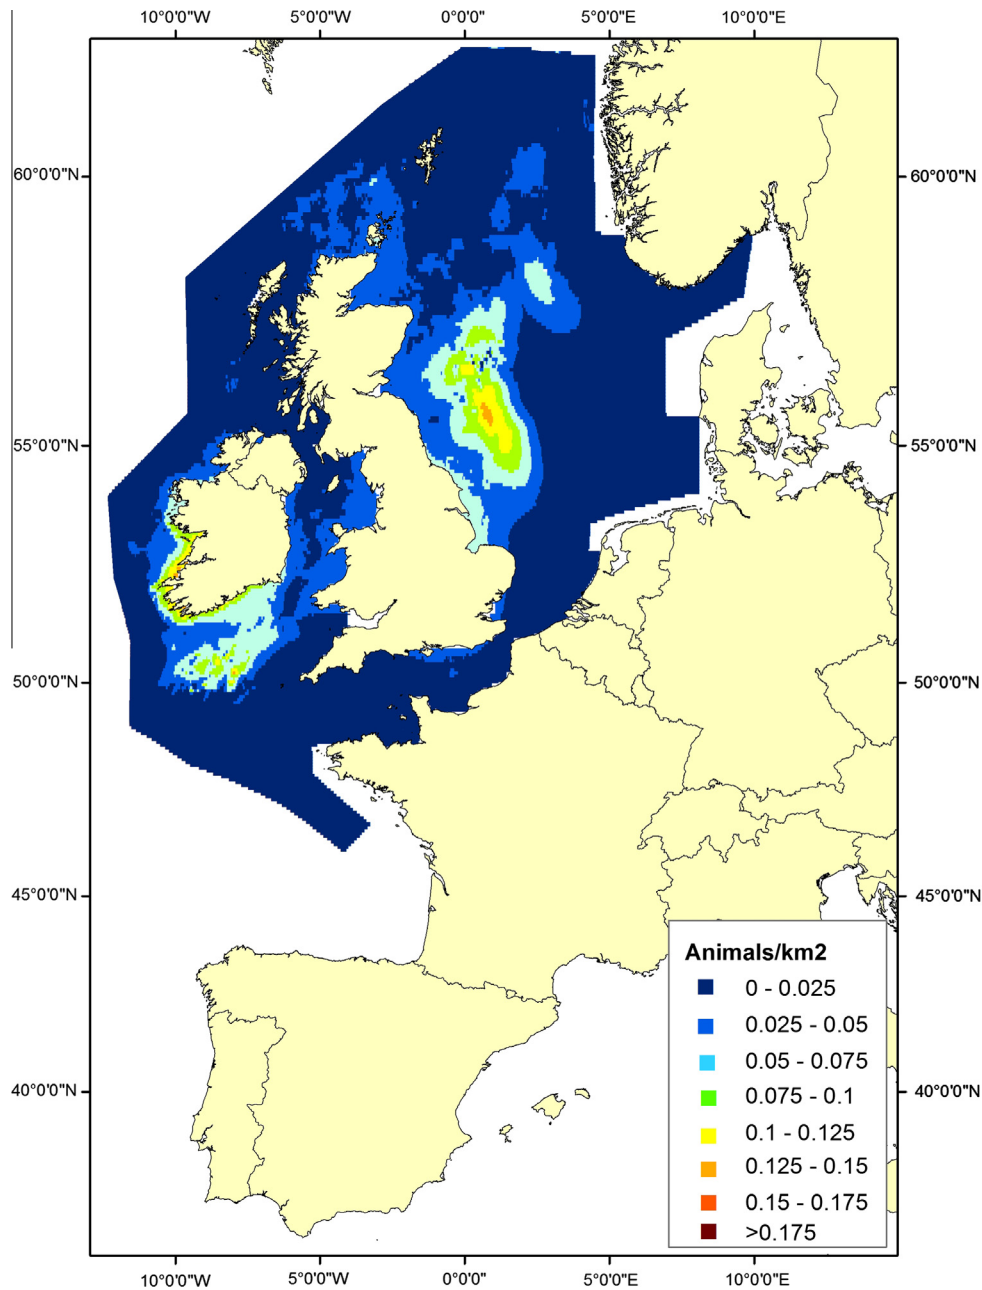 10°0'0"W 5°0'0"W 0°0'0" 5°0'0"E 10°0'0"E
60°0'0"N 60°0'0"N
55°0'0"N 55°0'0"N
50°0'0"N 50°0'0"N
45°0'0"N 45°0'0"N
Animals/km2
0 - 0.025
0.025 - 0.05
0.05 - 0.075
0.075 - 0.1
40°0'0"N 40°0'0"N
0.1 - 0.125
0.125 - 0.15
0.15 - 0.175
>0.175
10°0'0"W 5°0'0"W 0°0'0" 5°0'0"E 10°0'0"E